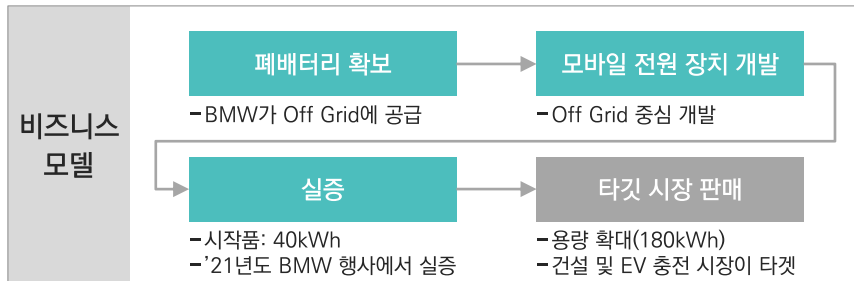 비즈니스
모델
폐배터리 확보
모바일 전원 장치 개발
-BMW가 Off Grid에 공급
-Off Grid 중심 개발
실증
타깃 시장 판매
-시작품: 40kWh
-'21년도 BMW 행사에서 실증
-용량 확대(180kWh)
-건설 및 EV 충전 시장이 타겟